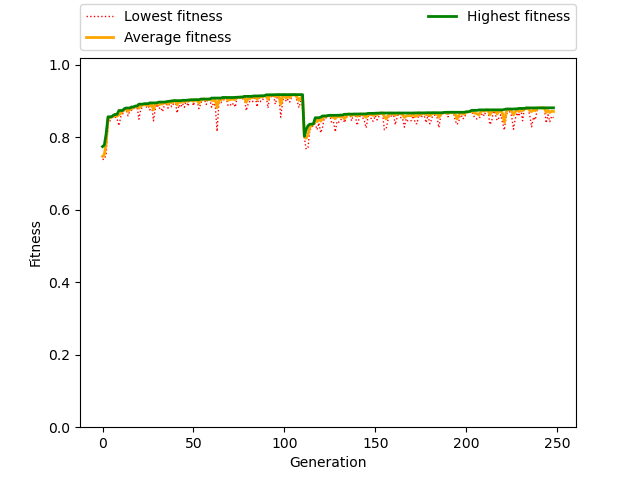 Lowest fitness
Average fitness
Highest fitness
1.0
0.8
0.6
0.4
0.2
0.0
Fitness
0 50 100 150 200 250
Generation